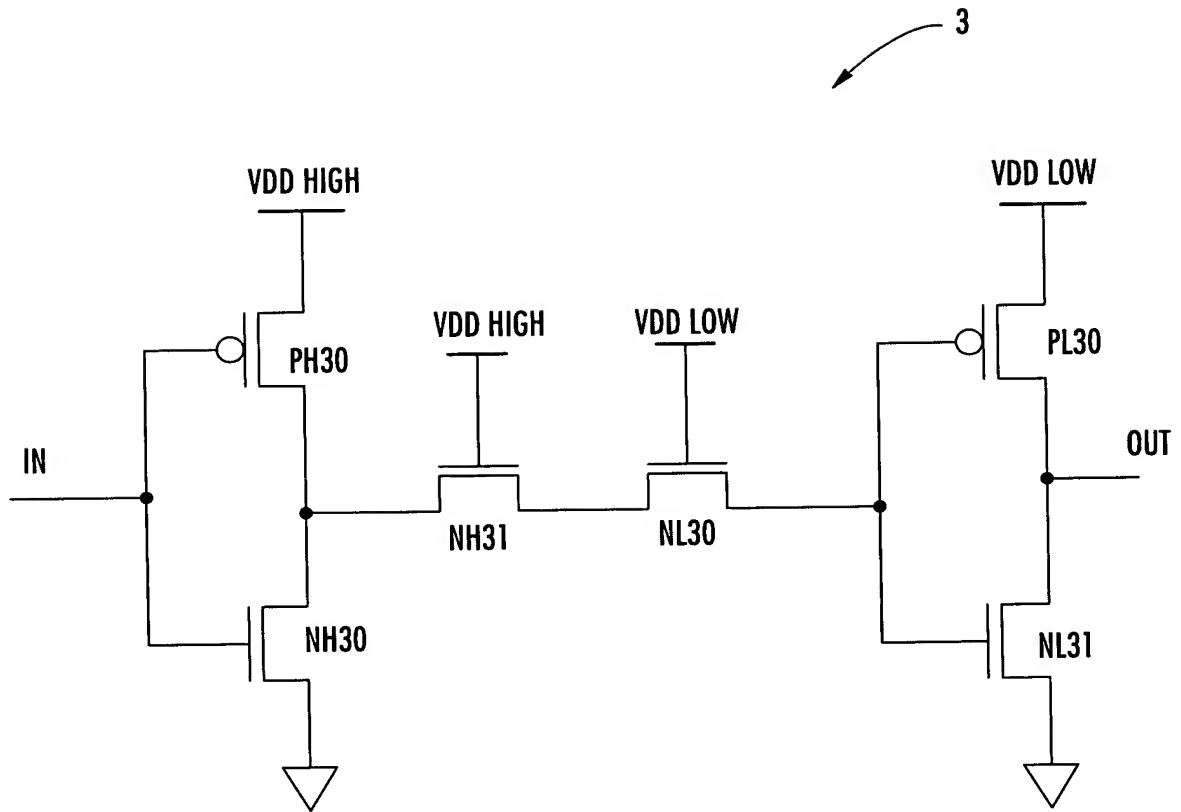 3
VDD HIGH
VDD LOW
VDD HIGH
VDD LOW
PH30
PL30
IN
OUT
NH31
NL30
NH30
NL31